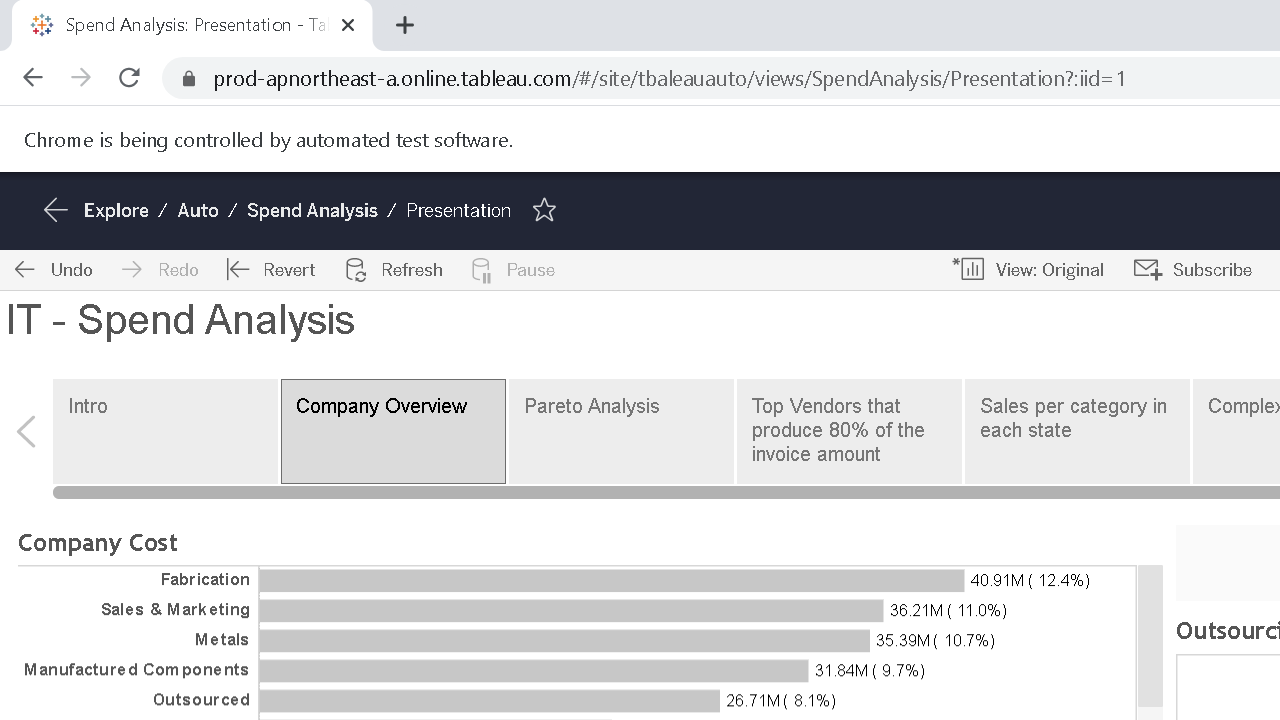 Spend Analysis: Presentation - Ta
prod-apnortheast-a.online.tableau.com/#/site/tbaleauauto/views/SpendAnalysis/Presentation?:iid=1
Chrome is being controlled by automated test software.
Explore / Auto / Spend Analysis / Presentation
Undo Redo Revert Refresh Pause View: Original Subscribe
IT - Spend Analysis
Intro
Company Overview
Pareto Analysis
Top Vendors that
produce 80% of the
invoice amount
Sales per category in
each state
Complex
Company Cost
Fabrication 40.91M ( 12.4%)
Sales & Marketing 36.21M ( 11.0%)
Metals 35.39M ( 10.7%)
Manufactured Components 31.84M ( 9.7%)
Outsourced 26.71M ( 8.1%)
Outsourci